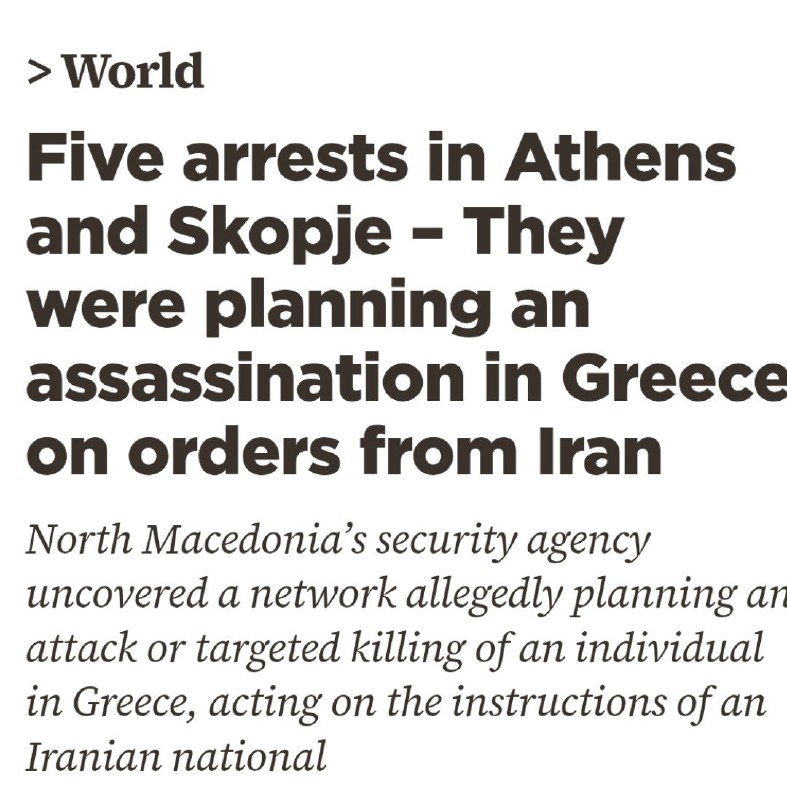 > World
Five arrests in Athens
and Skopje – They
were planning an
assassination in Greece
on orders from Iran
North Macedonia’s security agency
uncovered a network allegedly planning an
attack or targeted killing of an individual
in Greece, acting on the instructions of an
Iranian national